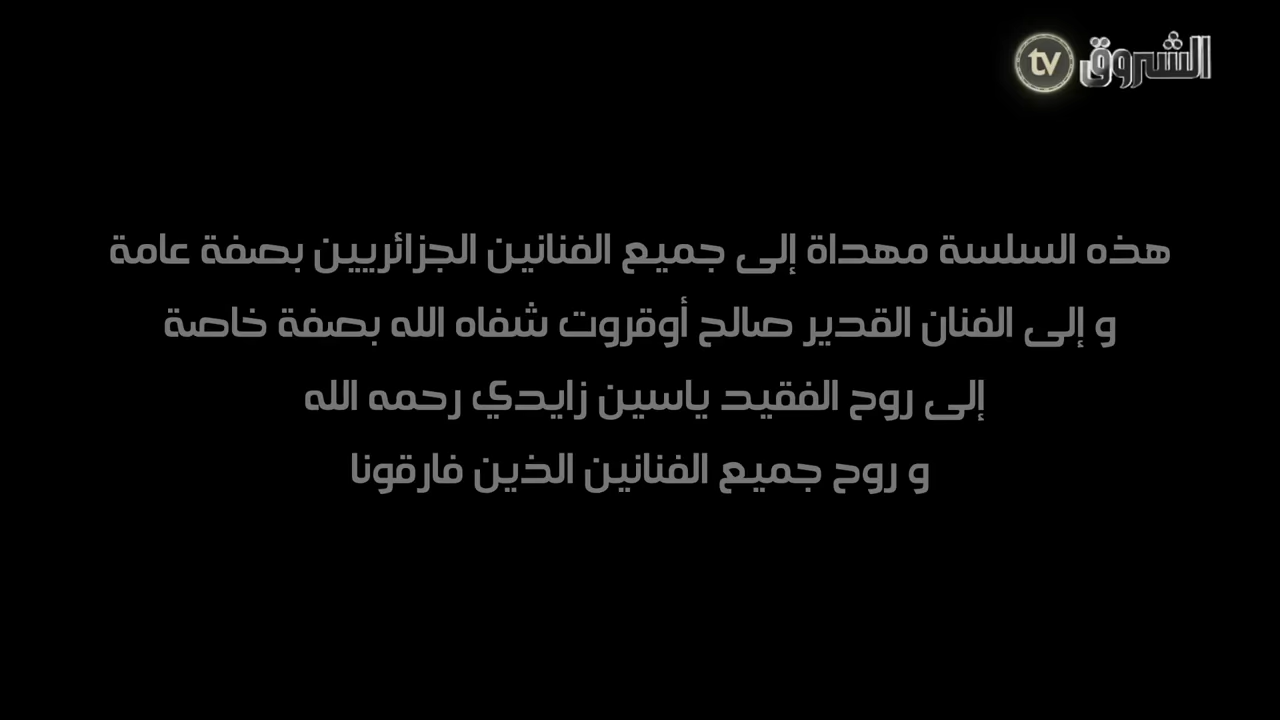 الشروق tv
هذه السلسة مهداة إلى جميع الفنانين الجزائريين بصفة عامة
و إلى الفنان القدير صالح أوقروت شفاه الله بصفة خاصة
إلى روح الفقيد ياسين زايدي رحمه الله
و روح جميع الفنانين الذين فارقونا